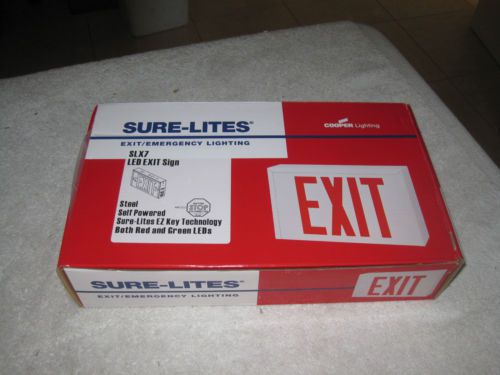 SURE-LITES®
EXIT/EMERGENCY LIGHTING
COOPER Lighting
SLX7
LED EXIT Sign
STOP
Steel
Self Powered
Sure-Lites EZ Key Technology
Both Red and Green LEDs
EXIT
SURE-LITES®
EXIT/EMERGENCY LIGHTING
EXIT